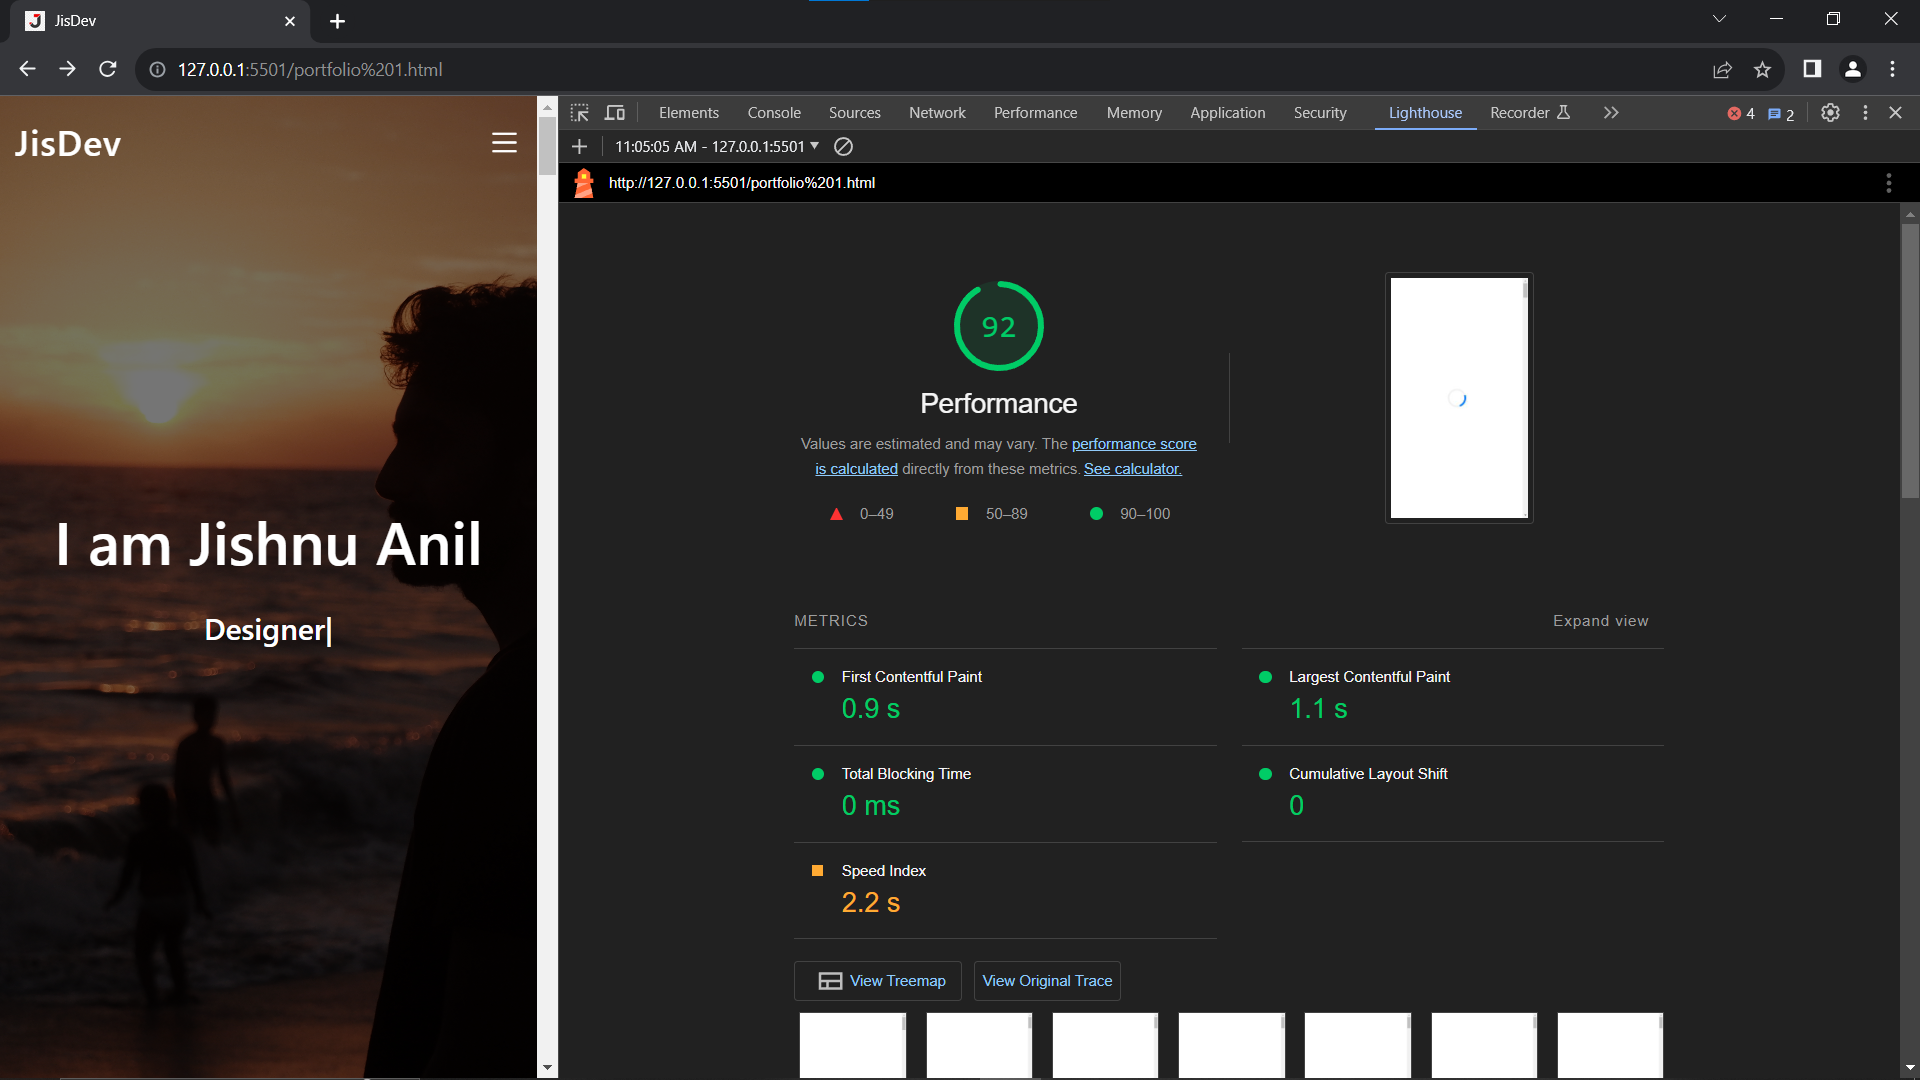 JisDev
127.0.0.1:5501/portfolio%201.html
JisDev
I am Jishnu Anil
Designer|
Elements Console Sources Network Performance Memory Application Security Lighthouse Recorder 4 2
11:05:05 AM - 127.0.0.1:5501
http://127.0.0.1:5501/portfolio%201.html
92
Performance
Values are estimated and may vary. The performance score
is calculated directly from these metrics. See calculator.
0–49 50–89 90–100
METRICS Expand view
First Contentful Paint
0.9 s
Largest Contentful Paint
1.1 s
Total Blocking Time
0 ms
Cumulative Layout Shift
0
Speed Index
2.2 s
View Treemap View Original Trace